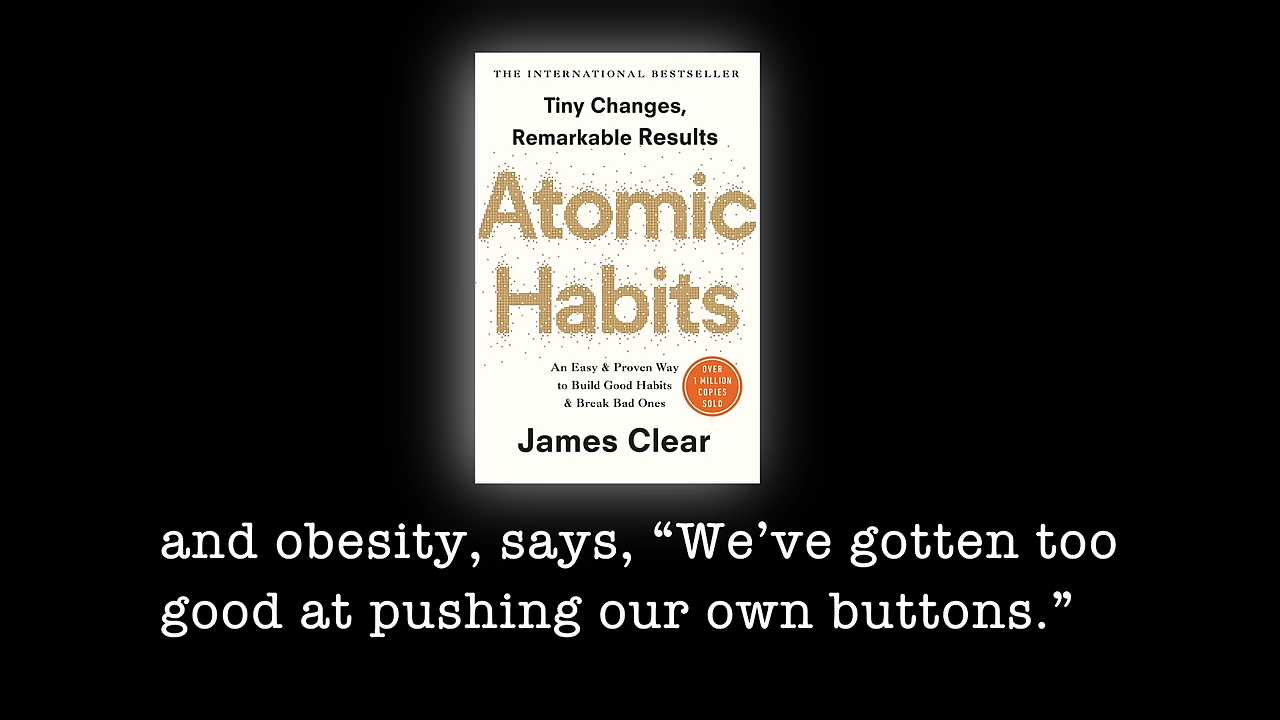 THE INTERNATIONAL BESTSELLER
Tiny Changes,
Remarkable Results
Atomic
Habits
An Easy & Proven Way
to Build Good Habits
& Break Bad Ones
OVER
1 MILLION
COPIES
SOLD
James Clear
and obesity, says, “We’ve gotten too
good at pushing our own buttons.”